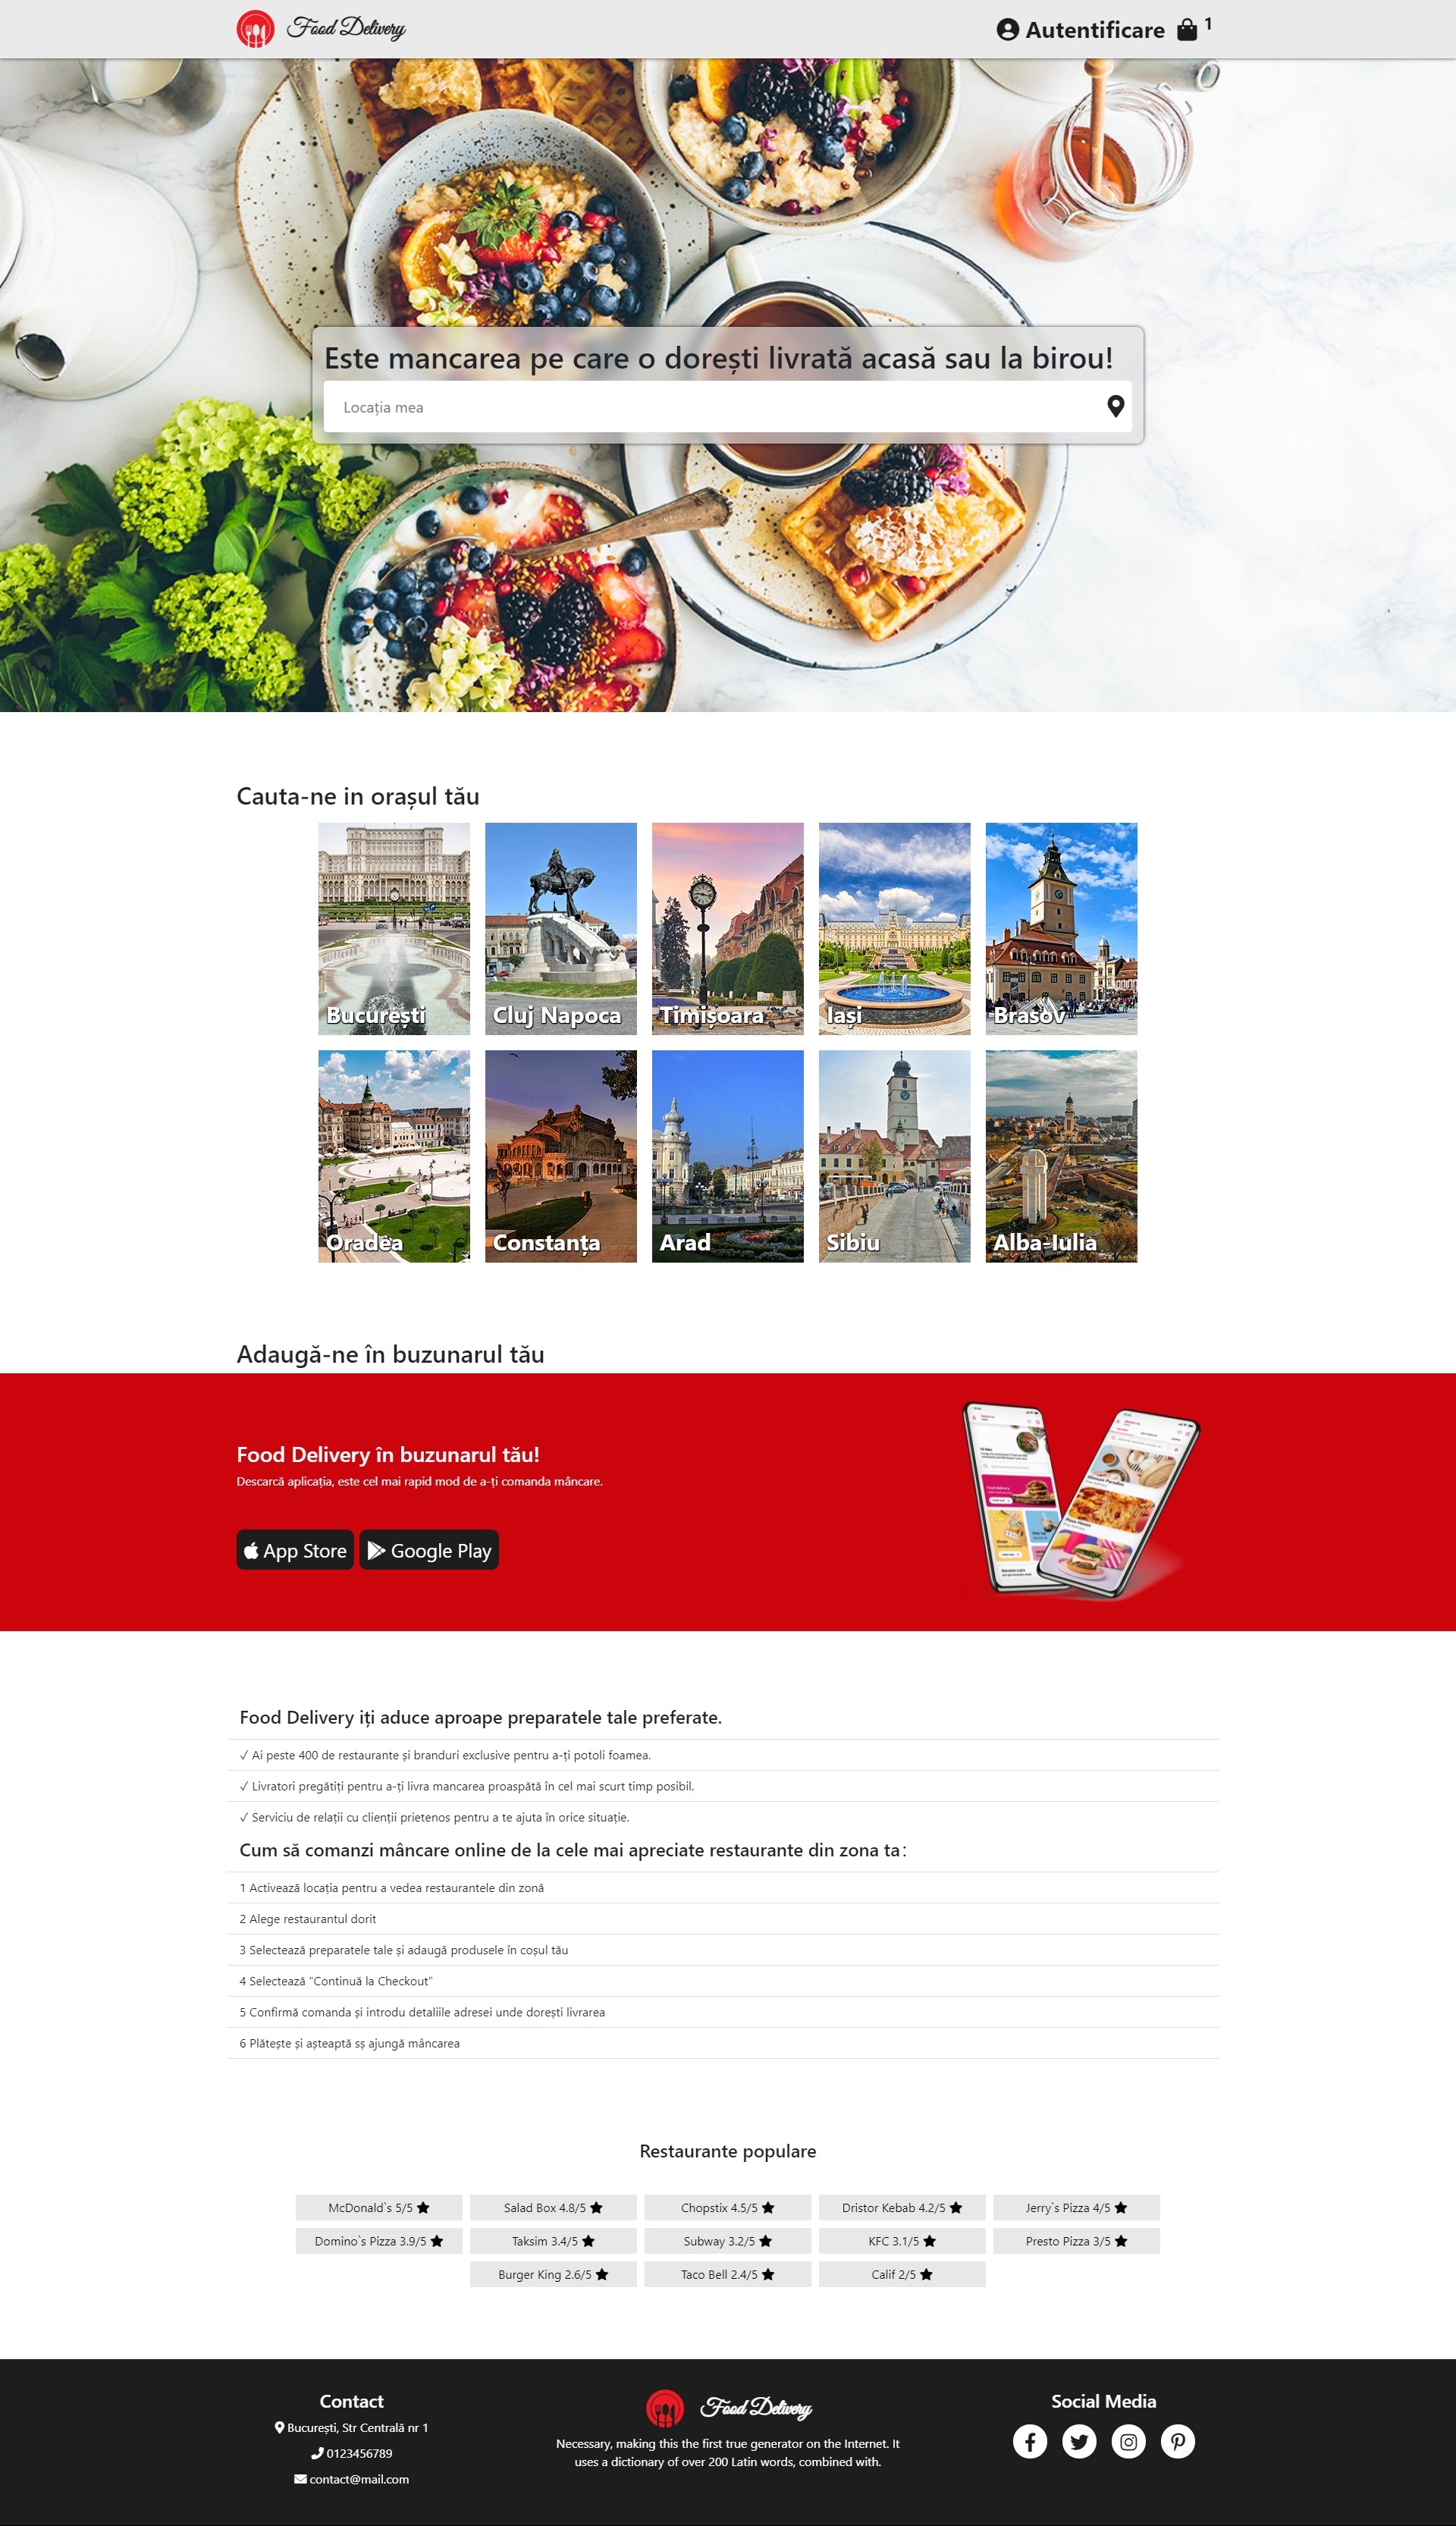 Food Delivery
Autentificare 1
Este mancarea pe care o dorești livrată acasă sau la birou!
Locația mea
Cauta-ne in orașul tău
București
Cluj Napoca
Timișoara
Iași
Brasov
Oradea
Constanța
Arad
Sibiu
Alba-Iulia
Adaugă-ne în buzunarul tău
Food Delivery în buzunarul tău!
Descarcă aplicația, este cel mai rapid mod de a-ți comanda mâncare.
App Store
Google Play
Food Delivery iți aduce aproape preparatele tale preferate.
✓ Ai peste 400 de restaurante și branduri exclusive pentru a-ți potoli foamea.
✓ Livratori pregătiți pentru a-ți livra mancarea proaspătă în cel mai scurt timp posibil.
✓ Serviciu de relații cu clienții prietenos pentru a te ajuta în orice situație.
Cum să comanzi mâncare online de la cele mai apreciate restaurante din zona ta:
1 Activează locația pentru a vedea restaurantele din zonă
2 Alege restaurantul dorit
3 Selectează preparatele tale și adaugă produsele în coșul tău
4 Selectează "Continuă la Checkout"
5 Confirmă comanda și introdu detaliile adresei unde dorești livrarea
6 Plătește și așteaptă sș ajungă mâncarea
Restaurante populare
McDonald`s 5/5
Salad Box 4.8/5
Chopstix 4.5/5
Dristor Kebab 4.2/5
Jerry`s Pizza 4/5
Domino`s Pizza 3.9/5
Taksim 3.4/5
Subway 3.2/5
KFC 3.1/5
Presto Pizza 3/5
Burger King 2.6/5
Taco Bell 2.4/5
Calif 2/5
Contact
București, Str Centrală nr 1
0123456789
contact@mail.com
Food Delivery
Necessary, making this the first true generator on the Internet. It
uses a dictionary of over 200 Latin words, combined with.
Social Media